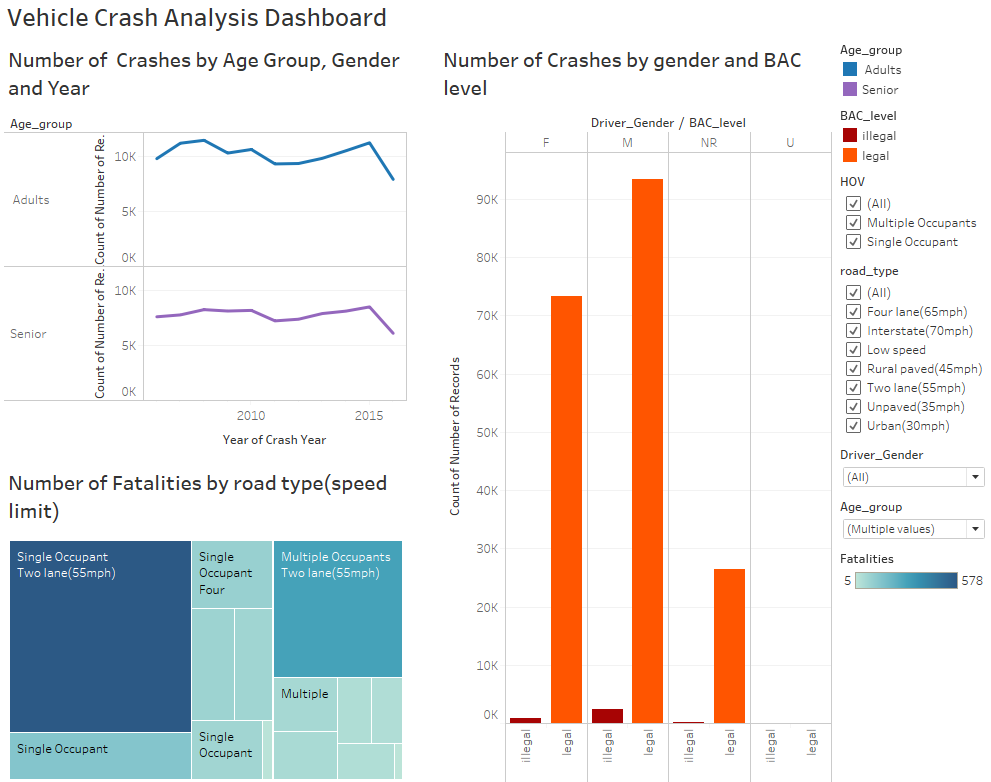 Vehicle Crash Analysis Dashboard
Number of  Crashes by Age Group, Gender
and Year
Age_group
Adults
Count of Number of Re..
10K
5K
0K
Senior
Count of Number of Re..
10K
5K
0K
2010
2015
Year of Crash Year
Number of Fatalities by road type(speed
limit)
Single Occupant
Two lane(55mph)
Single Occupant
Single
Occupant
Four
Single
Occupant
Multiple Occupants
Two lane(55mph)
Multiple
Number of Crashes by gender and BAC
level
Driver_Gender / BAC_level
F
M
NR
U
Count of Number of Records
90K
80K
70K
60K
50K
40K
30K
20K
10K
0K
illegal
legal
illegal
legal
illegal
legal
illegal
legal
Age_group
Adults
Senior
BAC_level
illegal
legal
HOV
(All)
Multiple Occupants
Single Occupant
road_type
(All)
Four lane(65mph)
Interstate(70mph)
Low speed
Rural paved(45mph)
Two lane(55mph)
Unpaved(35mph)
Urban(30mph)
Driver_Gender
(All)
Age_group
(Multiple values)
Fatalities
5
578